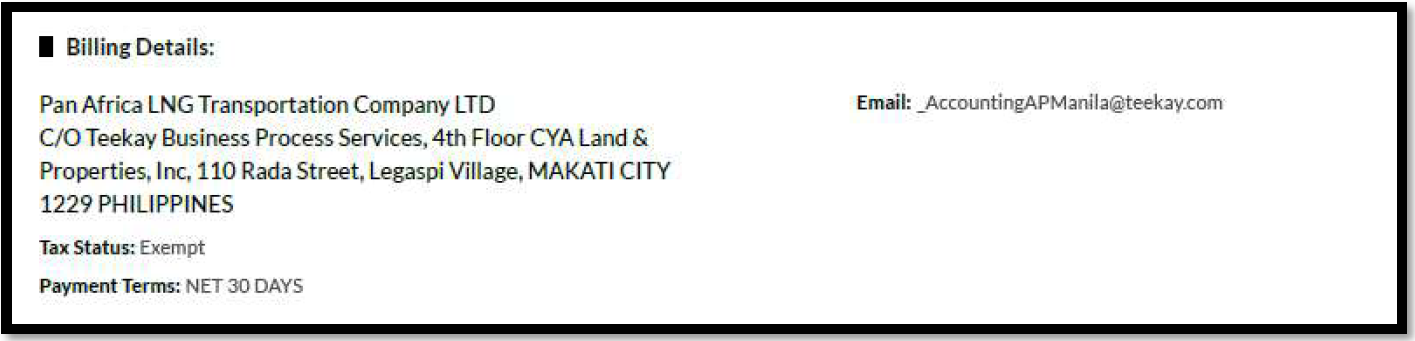 Billing Details:
Pan Africa LNG Transportation Company LTD
Email: _AccountingAPManila@teekay.com
C/O Teekay Business Process Services, 4th Floor CYA Land &
Properties, Inc, 110 Rada Street, Legaspi Village, MAKATI CITY
1229 PHILIPPINES
Tax Status: Exempt
Payment Terms: NET 30 DAYS